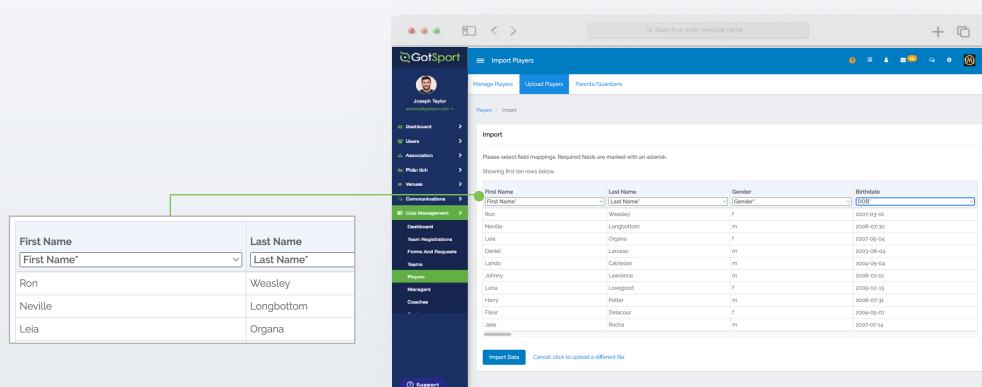 Search or enter website name
GotSport
Import Players
Joseph Taylor
Manage Players Upload Players Parents/Guardians
Players / Import
Dashboard
Users
Association
Phân tích
Venues
Communications
Club Management
Dashboard
Team Registrations
Forms And Requests
Teams
Players
Managers
Coaches
Support
Import
Please select field mappings. Required fields are marked with an asterisk.
Showing first ten rows below.
First Name Last Name Gender Birthdate
First Name* Last Name* Gender* DOB*
Ron Weasley f 2007-03-01
Neville Longbottom m 2008-07-30
Leia Organa f 2007-05-04
Daniel Larusso m 2003-08-04
Lando Calrissian m 2004-05-04
Johnny Lawrence m 2008-01-01
Luna Lovegood f 2009-02-13
Harry Potter m 2008-07-31
Fleur Delacour f 2004-05-01
Jake Rocha m 2007-07-14
Import Data Cancel: click to upload a different file
First Name Last Name
First Name* Last Name*
Ron Weasley
Neville Longbottom
Leia Organa